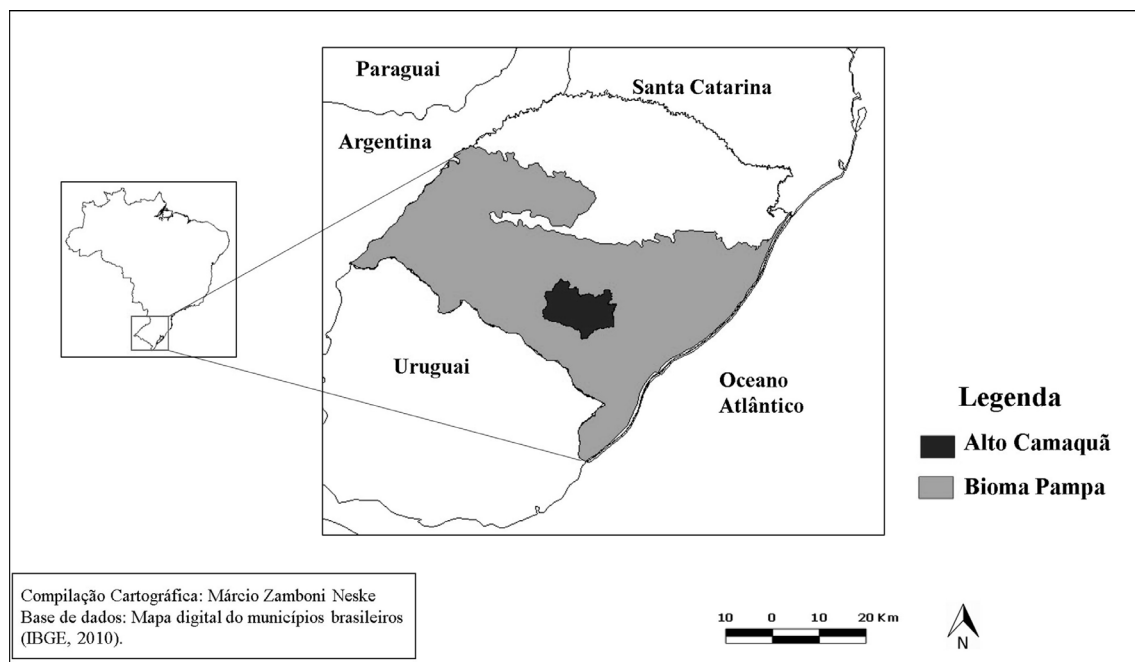 Paraguai
Santa Catarina
Argentina
Uruguai
Oceano
Atlântico
Legenda
Alto Camaquã
Bioma Pampa
Compilação Cartográfica: Márcio Zamboni Neske
Base de dados: Mapa digital do municípios brasileiros
(IBGE, 2010).
10 0 10 20 Km
N